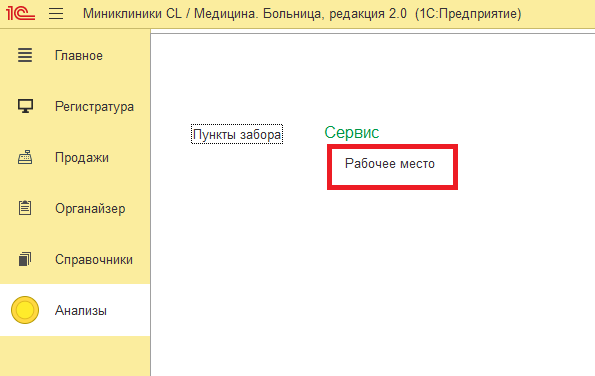 1С Миниклиники CL / Медицина. Больница, редакция 2.0 (1С:Предприятие)
Главное
Регистратура
Продажи
Органайзер
Справочники
Анализы
Пункты забора
Сервис
Рабочее место